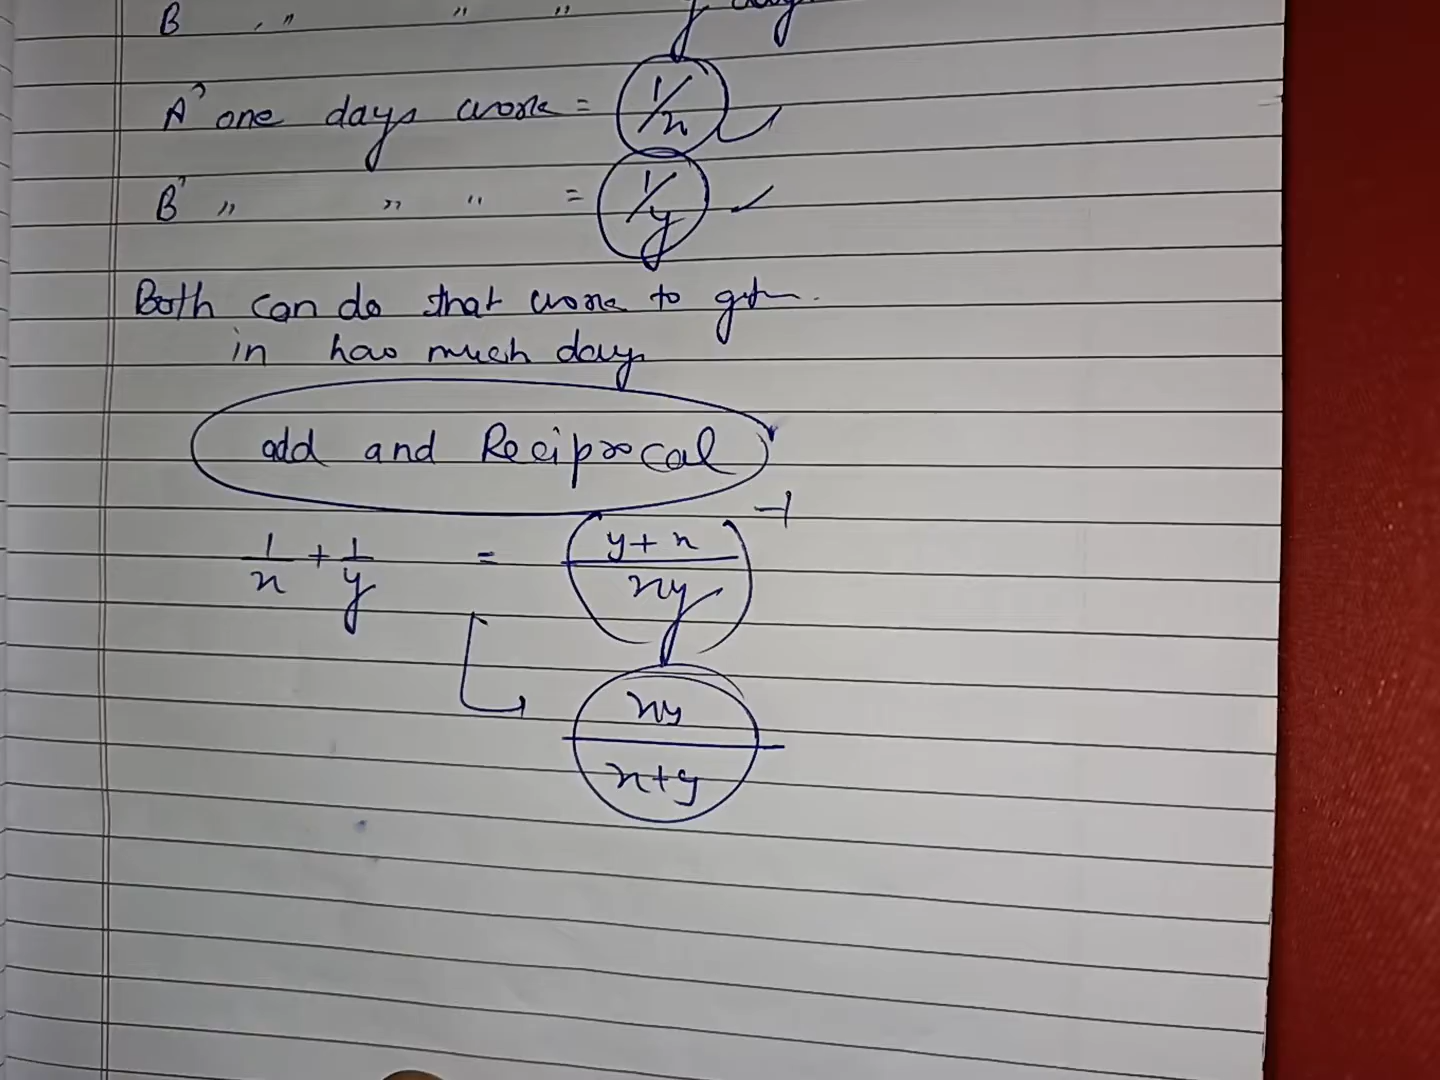 B ,, ,, ,, y days
A' one days work = 1/x
B' ,, ,, ,, = 1/y
Both can do that work to
in how much day
add and Reciprocal
1/x + 1/y = (y+x / xy)^-1
xy / x+y